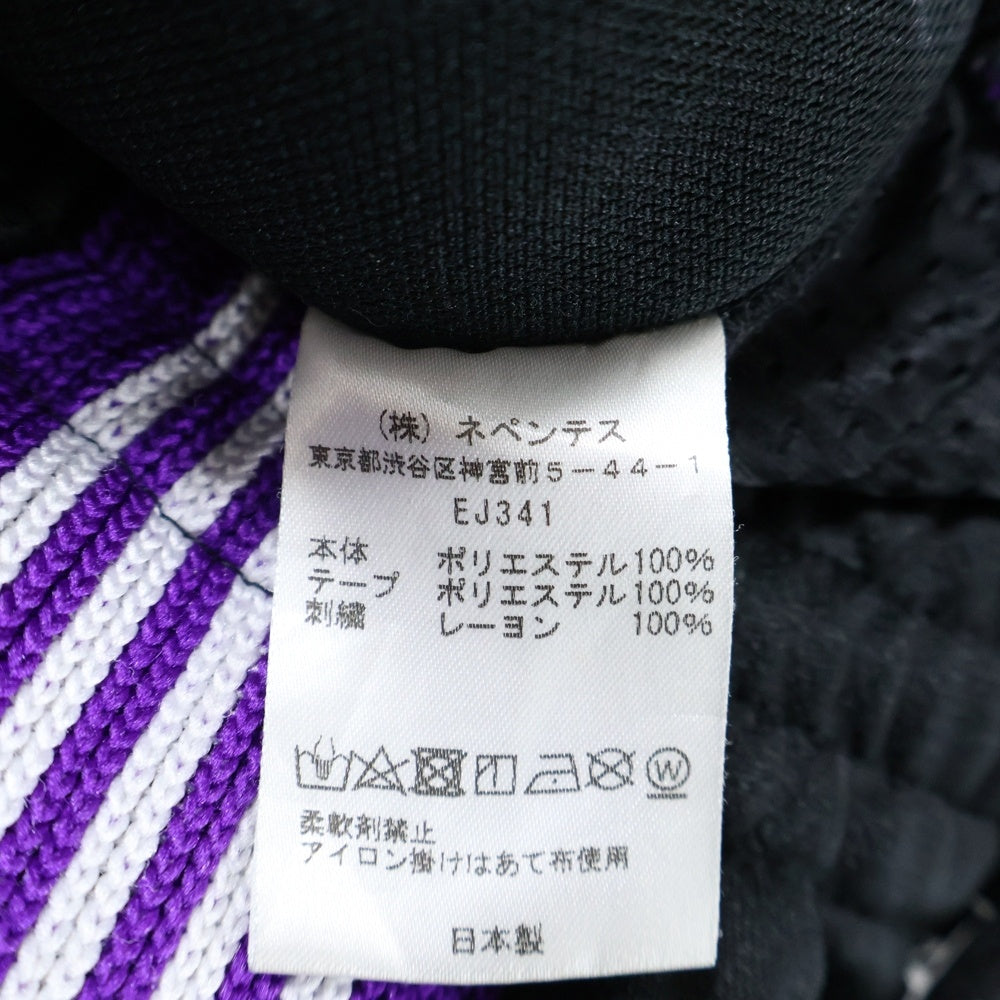 (株) ネペンテス
東京都渋谷区神宮前5-44-1
EJ341
本体 ポリエステル100%
テープ ポリエステル100%
刺繍 レーヨン 100%
W
柔軟剤禁止
アイロン掛けはあて布使用
日本製